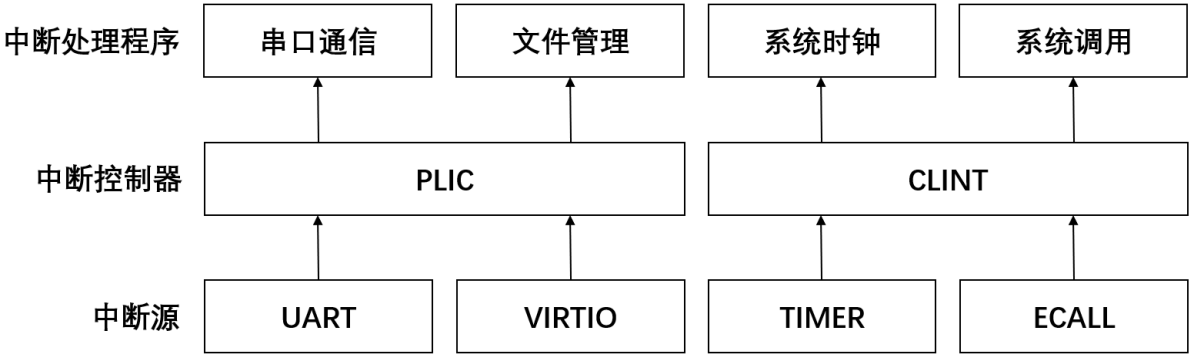 中断处理程序 串口通信 文件管理 系统时钟 系统调用
中断控制器 PLIC CLINT
中断源 UART VIRTIO TIMER ECALL